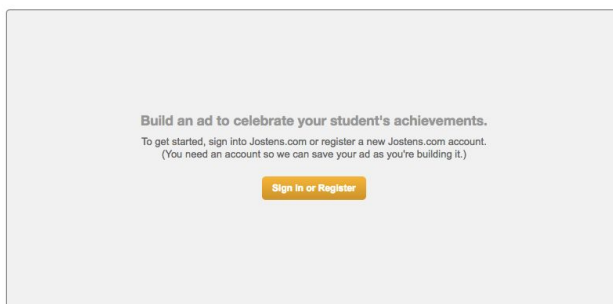 Build an ad to celebrate your student's achievements.
To get started, sign into Jostens.com or register a new Jostens.com account.
(You need an account so we can save your ad as you're building it.)
Sign In or Register